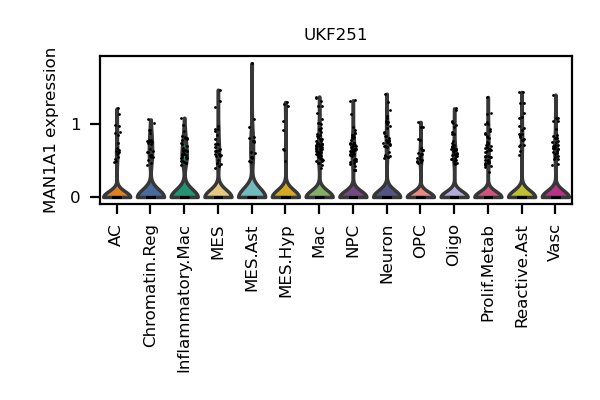 UKF251
MAN1A1 expression
1
0
AC
Chromatin.Reg
Inflammatory.Mac
MES
MES.Ast
MES.Hyp
Mac
NPC
Neuron
OPC
Oligo
Prolif.Metab
Reactive.Ast
Vasc